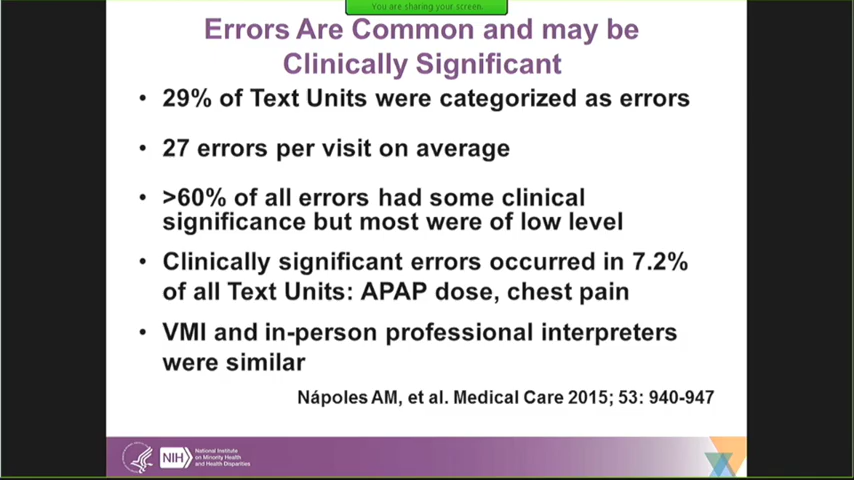 You are sharing your screen.
Errors Are Common and may be
Clinically Significant
• 29% of Text Units were categorized as errors
• 27 errors per visit on average
• >60% of all errors had some clinical
significance but most were of low level
• Clinically significant errors occurred in 7.2%
of all Text Units: APAP dose, chest pain
• VMI and in-person professional interpreters
were similar
Nápoles AM, et al. Medical Care 2015; 53: 940-947
NIH
National Institute
on Minority Health
and Health Disparities